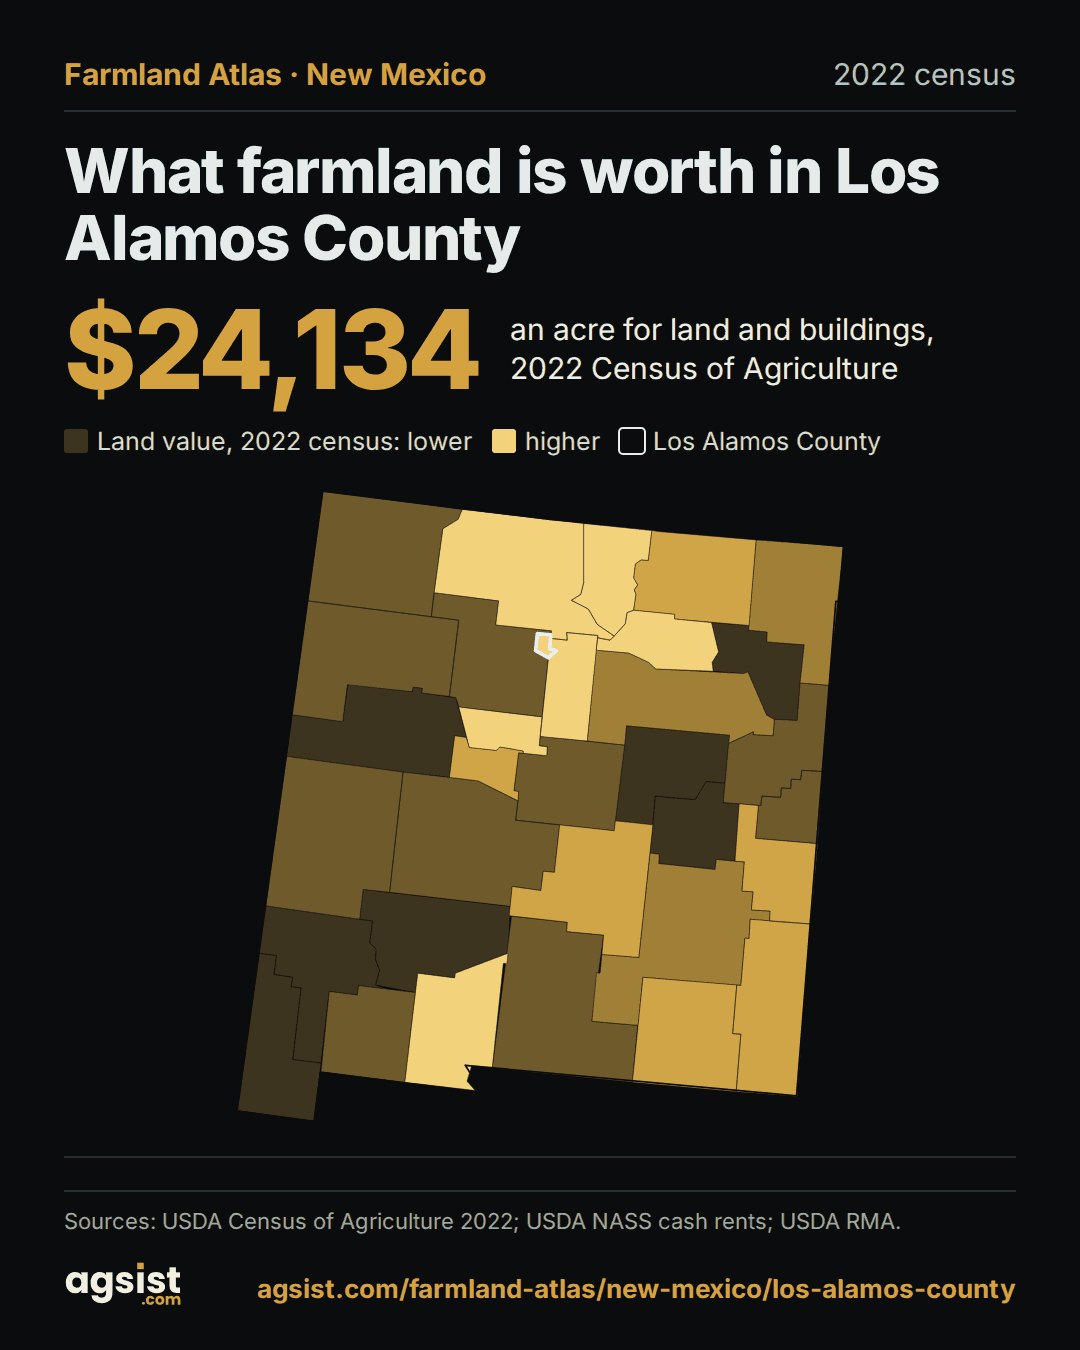 Farmland Atlas · New Mexico
2022 census
What farmland is worth in Los
Alamos County
$24,134
an acre for land and buildings,
2022 Census of Agriculture
Land value, 2022 census: lower
higher
Los Alamos County
Sources: USDA Census of Agriculture 2022; USDA NASS cash rents; USDA RMA.
agsist
.com
agsist.com/farmland-atlas/new-mexico/los-alamos-county